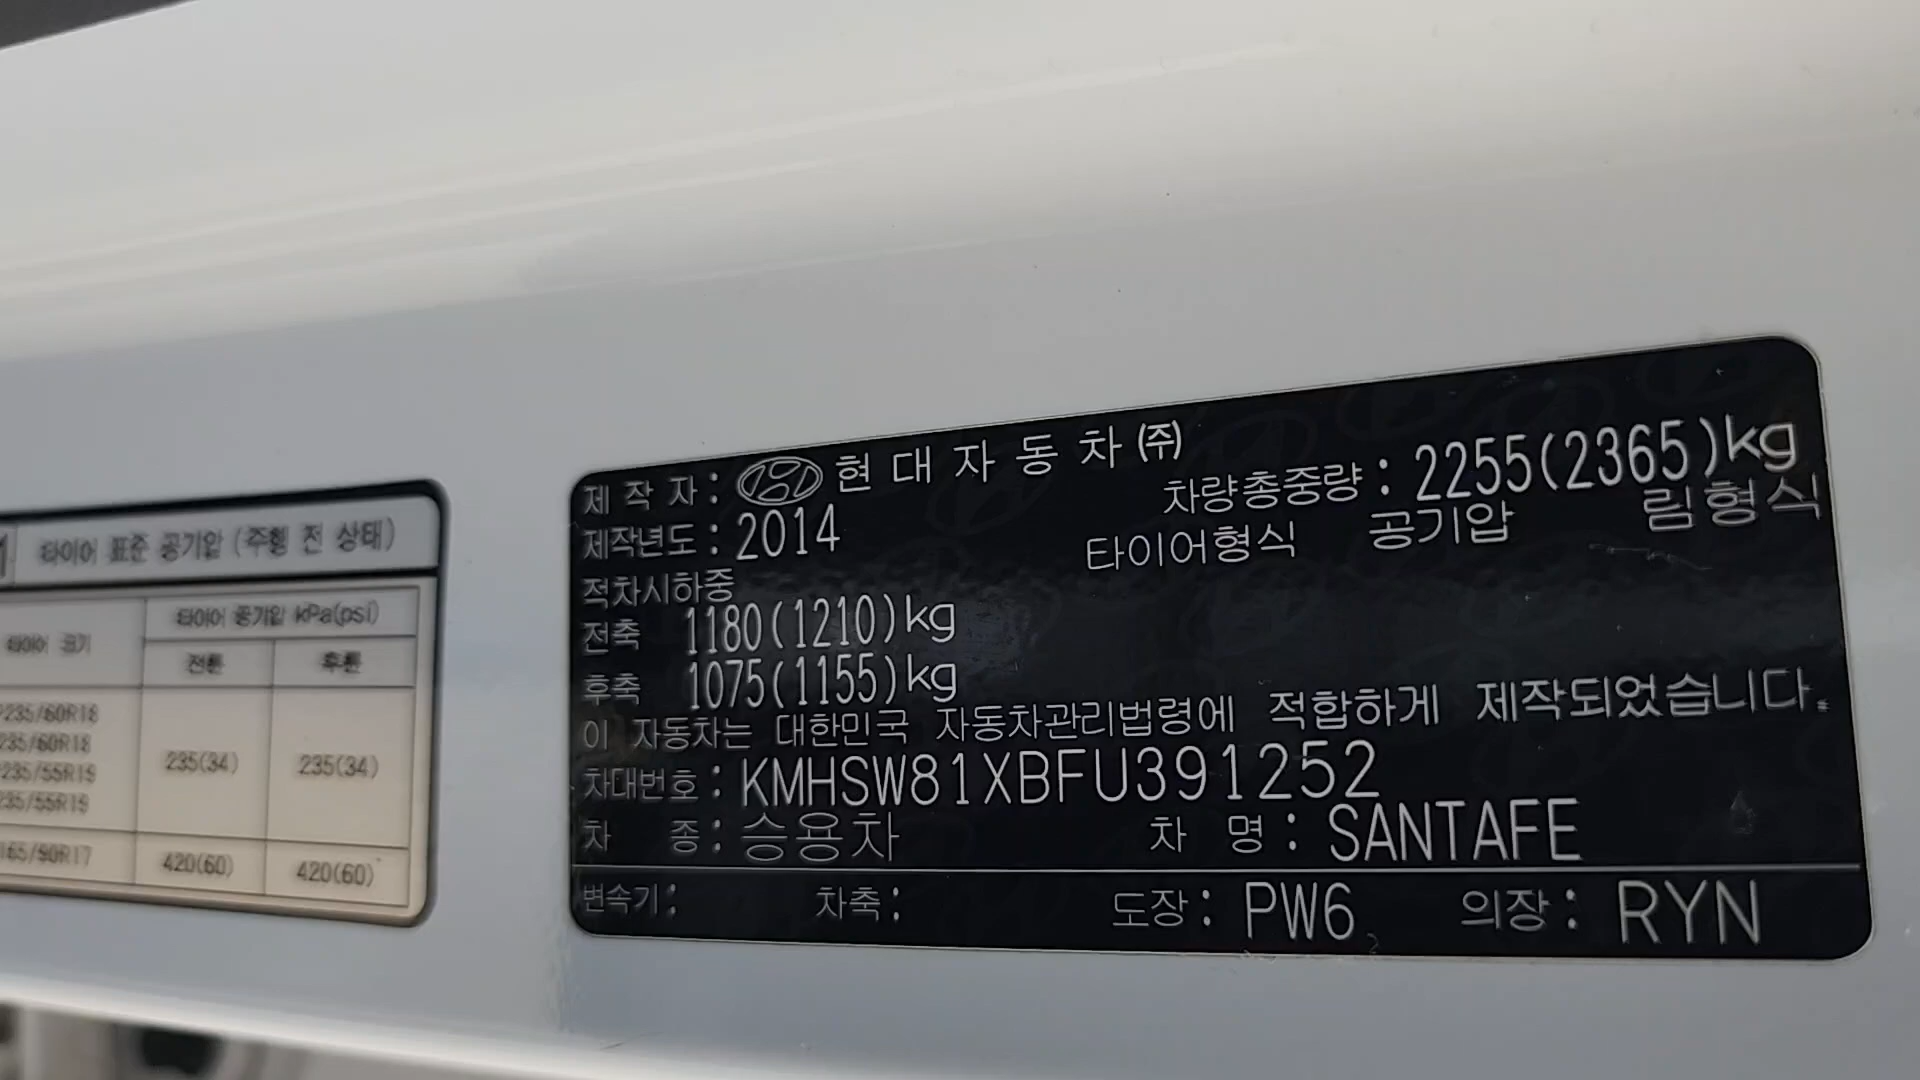 타이어 표준 공기압 (주행 전 상태)
타이어 크기 타이어 공기압 kPa(psi)
전륜 후륜
P235/60R18
235/60R18
P235/55R19
235/55R19
235(34) 235(34)
165/90R17 420(60) 420(60)
제 작 자 : 현 대 자 동 차 (주)
차량총중량 : 2255(2365)kg
제작년도 : 2014
타이어형식 공기압 림형식
적차시하중
전축 1180(1210)kg
후축 1075(1155)kg
이 자동차는 대한민국 자동차관리법령에 적합하게 제작되었습니다.
차대번호 : KMHSW81XBFU391252
차 종 : 승용차 차 명 : SANTAFE
변속기 : 차축 : 도장 : PW6 의장 : RYN